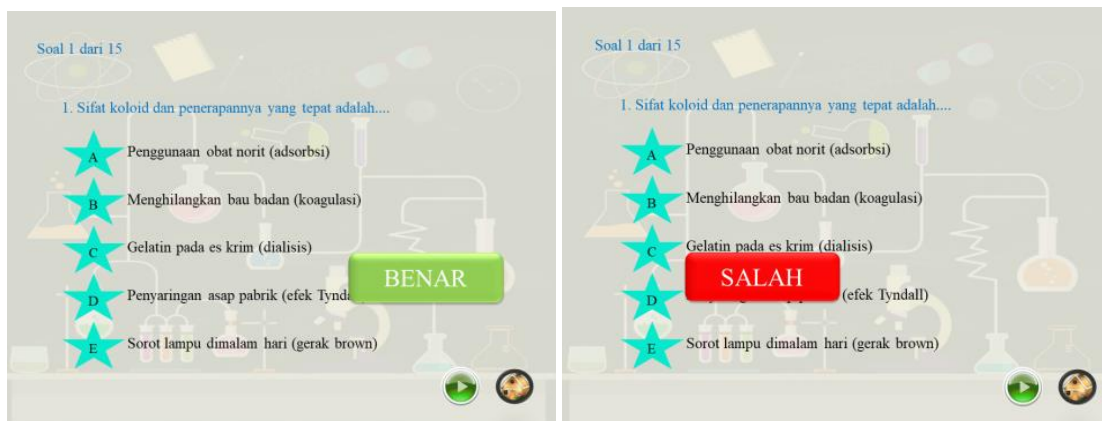 Soal 1 dari 15
1. Sifat koloid dan penerapannya yang tepat adalah....
A Penggunaan obat norit (adsorbsi)
B Menghilangkan bau badan (koagulasi)
C Gelatin pada es krim (dialisis)
BENAR
D Penyaringan asap pabrik (efek
E Sorot lampu dimalam hari (gerak brown)
Soal 1 dari 15
1. Sifat koloid dan penerapannya yang tepat adalah....
A Penggunaan obat norit (adsorbsi)
B Menghilangkan bau badan (koagulasi)
C Gelatin pada es krim (dialisis)
SALAH
D (efek Tyndall)
E Sorot lampu dimalam hari (gerak brown)